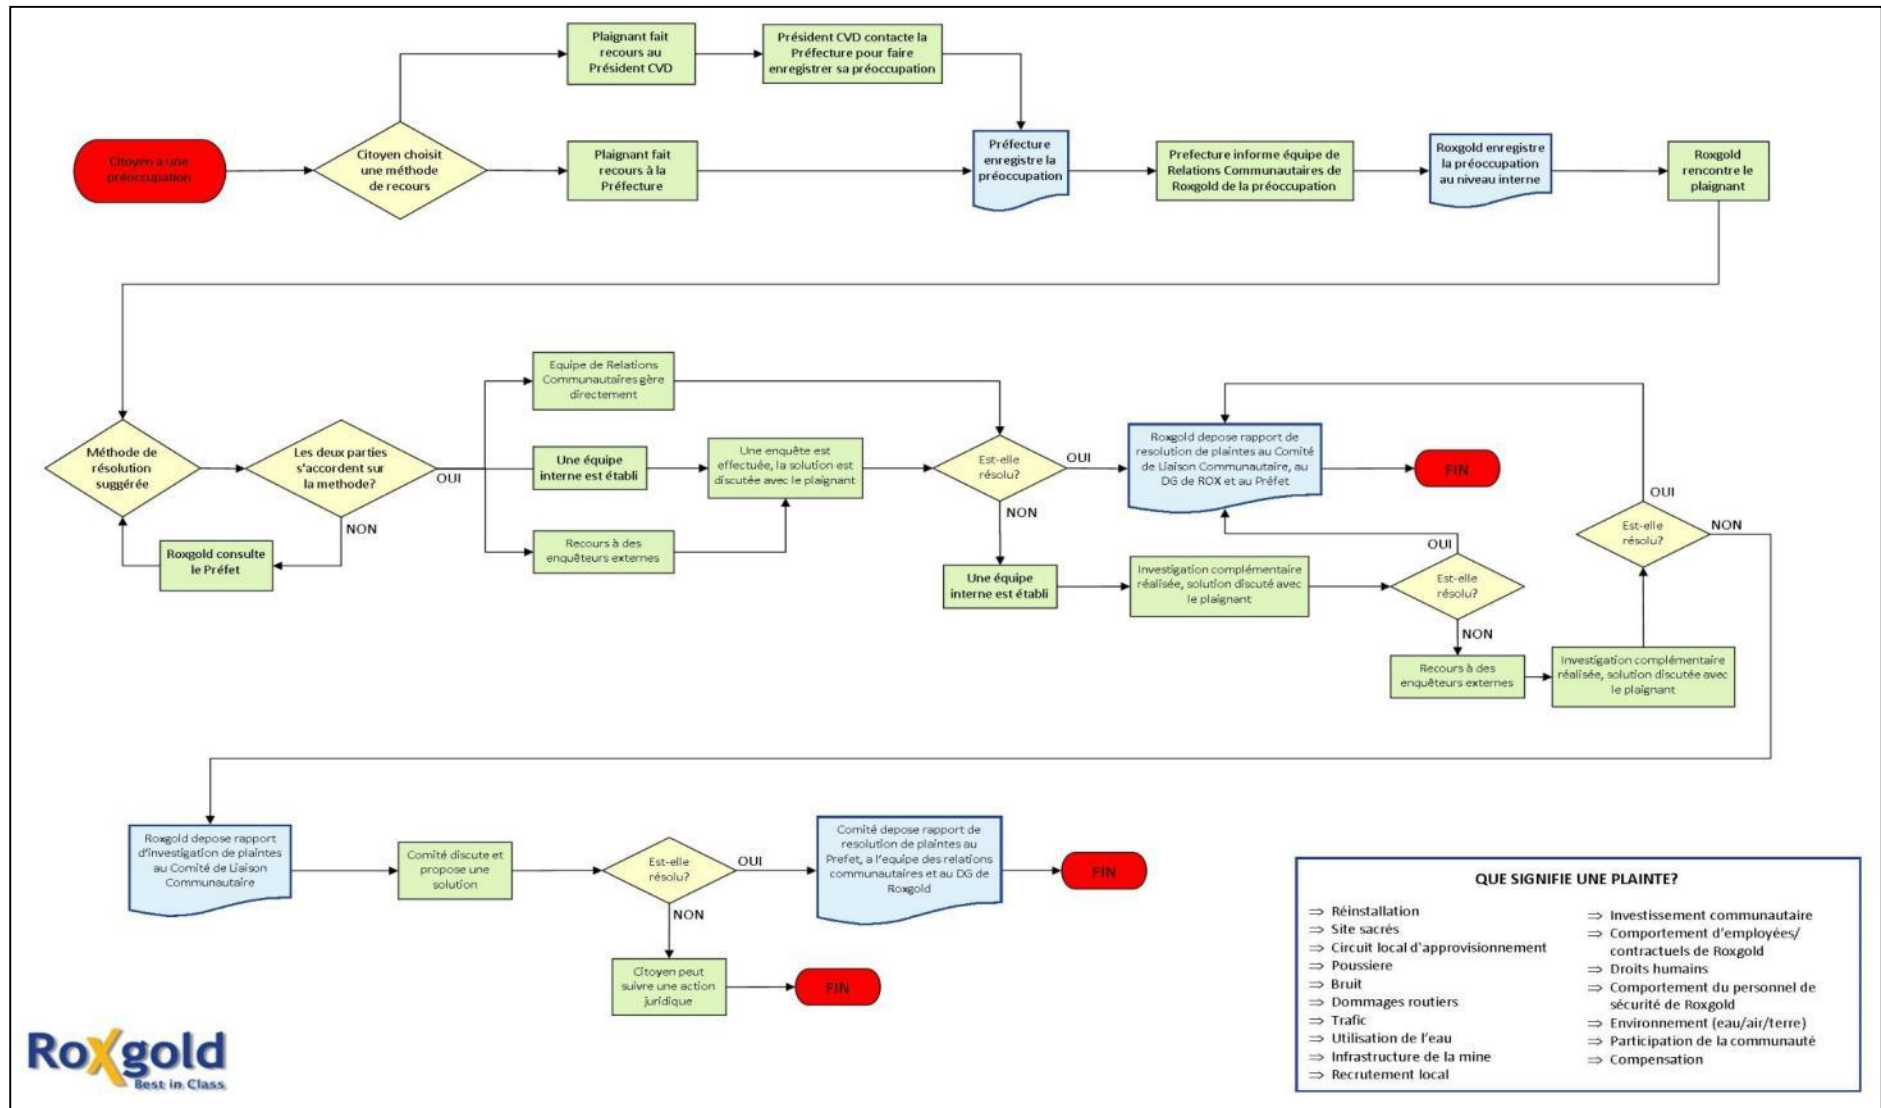 Plaignant fait
recours au
Président CVD
Président CVD contacte la
Préfecture pour faire
enregistrer sa préoccupation
Citoyen a une
préoccupation
Citoyen choisit
une méthode
de recours
Plaignant fait
recours à la
Préfecture
Préfecture
enregistre la
préoccupation
Prefecture informe équipe de
Relations Communautaires de
Roxgold de la préoccupation
Roxgold enregistre
la préoccupation
au niveau interne
Roxgold
rencontre le
plaignant
Méthode de
résolution
suggérée
Les deux parties
s'accordent sur
la methode?
OUI
NON
Roxgold consulte
le Préfet
Equipe de Relations
Communautaires gère
directement
Une équipe
interne est établi
Recours à des
enquêteurs externes
Une enquête est
effectuée, la solution est
discutée avec le plaignant
Est-elle
résolu?
OUI
NON
Roxgold depose rapport de
resolution de plaintes au Comité
de Liaison Communautaire, au
DG de ROX et au Préfet
FIN
Une équipe
interne est établi
Investigation complémentaire
réalisée, solution discuté avec
le plaignant
OUI
Est-elle
résolu?
NON
Recours à des
enquêteurs externes
Investigation complémentaire
réalisée, solution discutée avec
le plaignant
OUI
Est-elle
résolu?
NON
Roxgold depose rapport
d'investigation de plaintes
au Comité de Liaison
Communautaire
Comité discute et
propose une
solution
Est-elle
résolu?
OUI
NON
Comité depose rapport de
resolution de plaintes au
Prefet, a l'equipe des relations
communautaires et au DG de
Roxgold
FIN
Citoyen peut
suivre une action
juridique
FIN
QUE SIGNIFIE UNE PLAINTE?
⇒ Réinstallation
⇒ Site sacrés
⇒ Circuit local d'approvisionnement
⇒ Poussiere
⇒ Bruit
⇒ Dommages routiers
⇒ Trafic
⇒ Utilisation de l'eau
⇒ Infrastructure de la mine
⇒ Recrutement local
⇒ Investissement communautaire
⇒ Comportement d'employées/
contractuels de Roxgold
⇒ Droits humains
⇒ Comportement du personnel de
sécurité de Roxgold
⇒ Environnement (eau/air/terre)
⇒ Participation de la communauté
⇒ Compensation
Roxgold
Best in Class